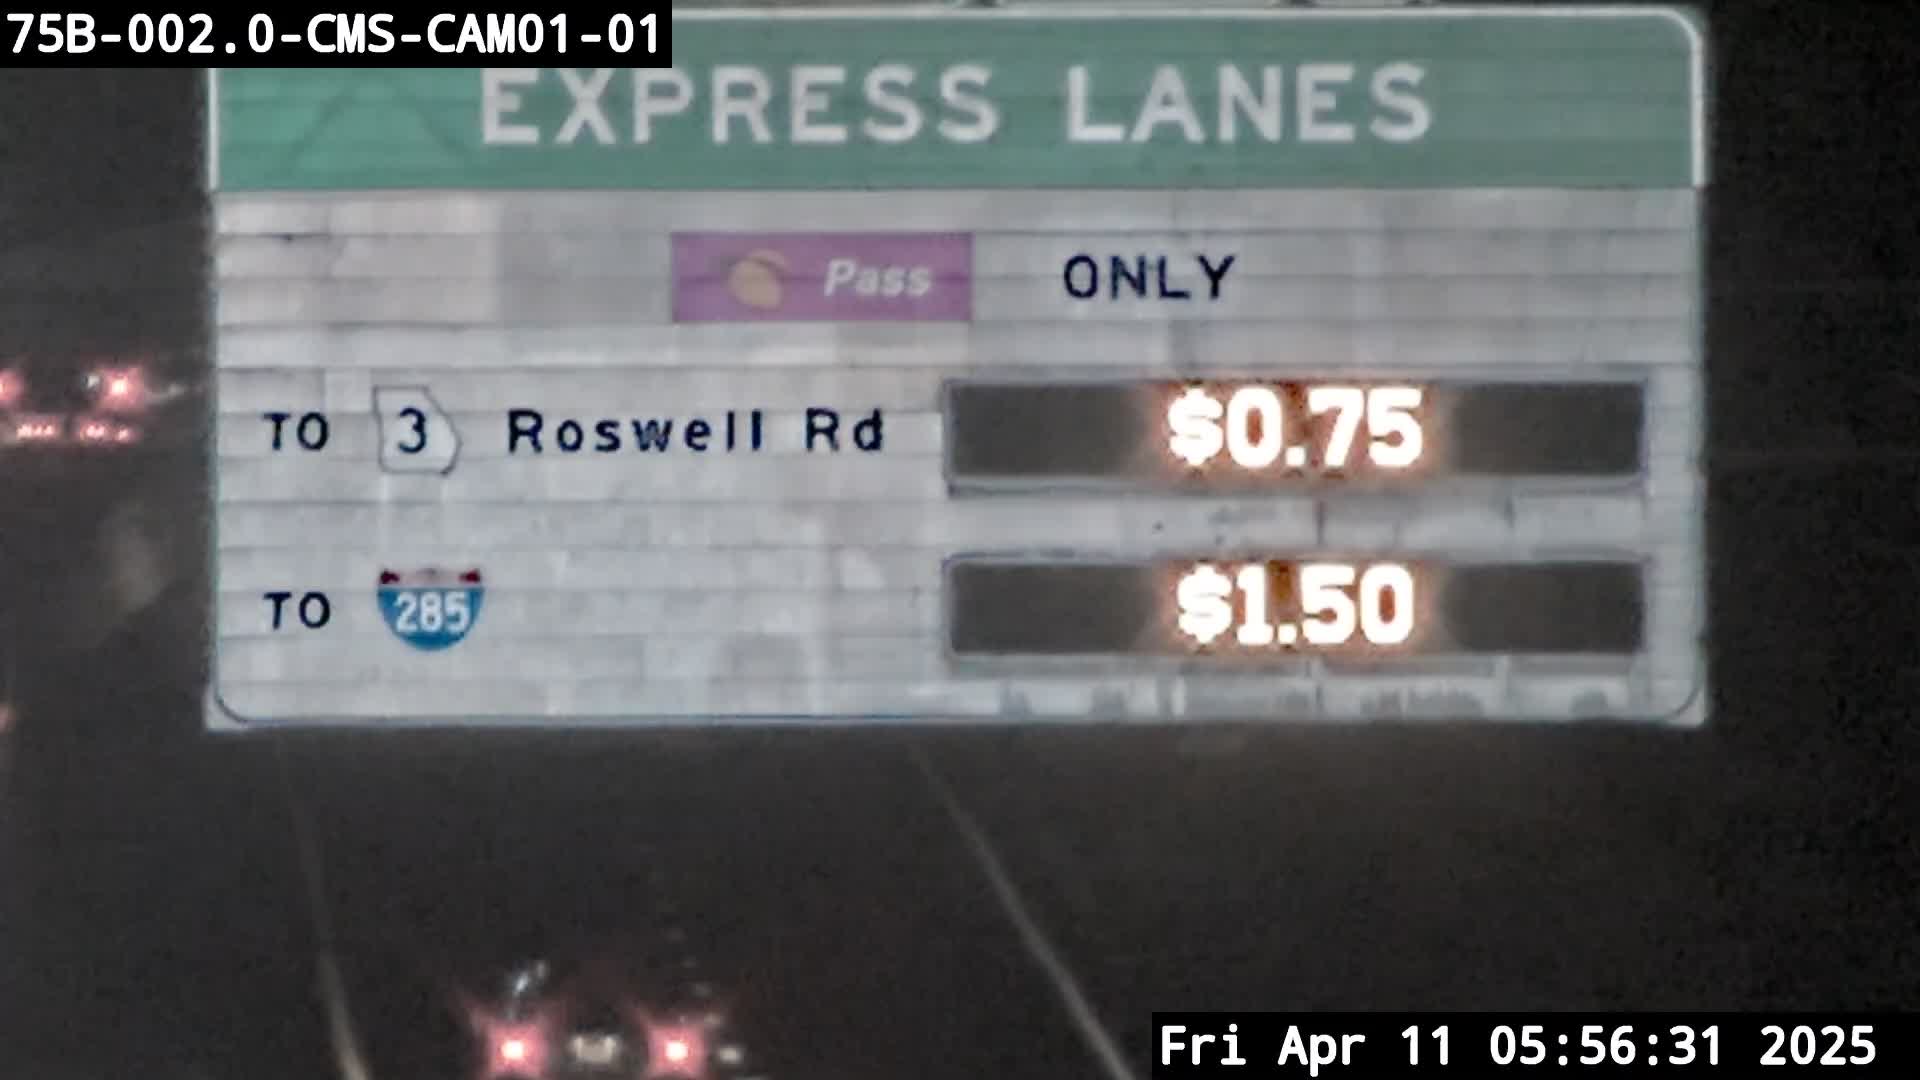 75B-002.0-CMS-CAM01-01
EXPRESS LANES
Pass ONLY
TO 3 Roswell Rd $0.75
TO 285 $1.50
Fri Apr 11 05:56:31 2025